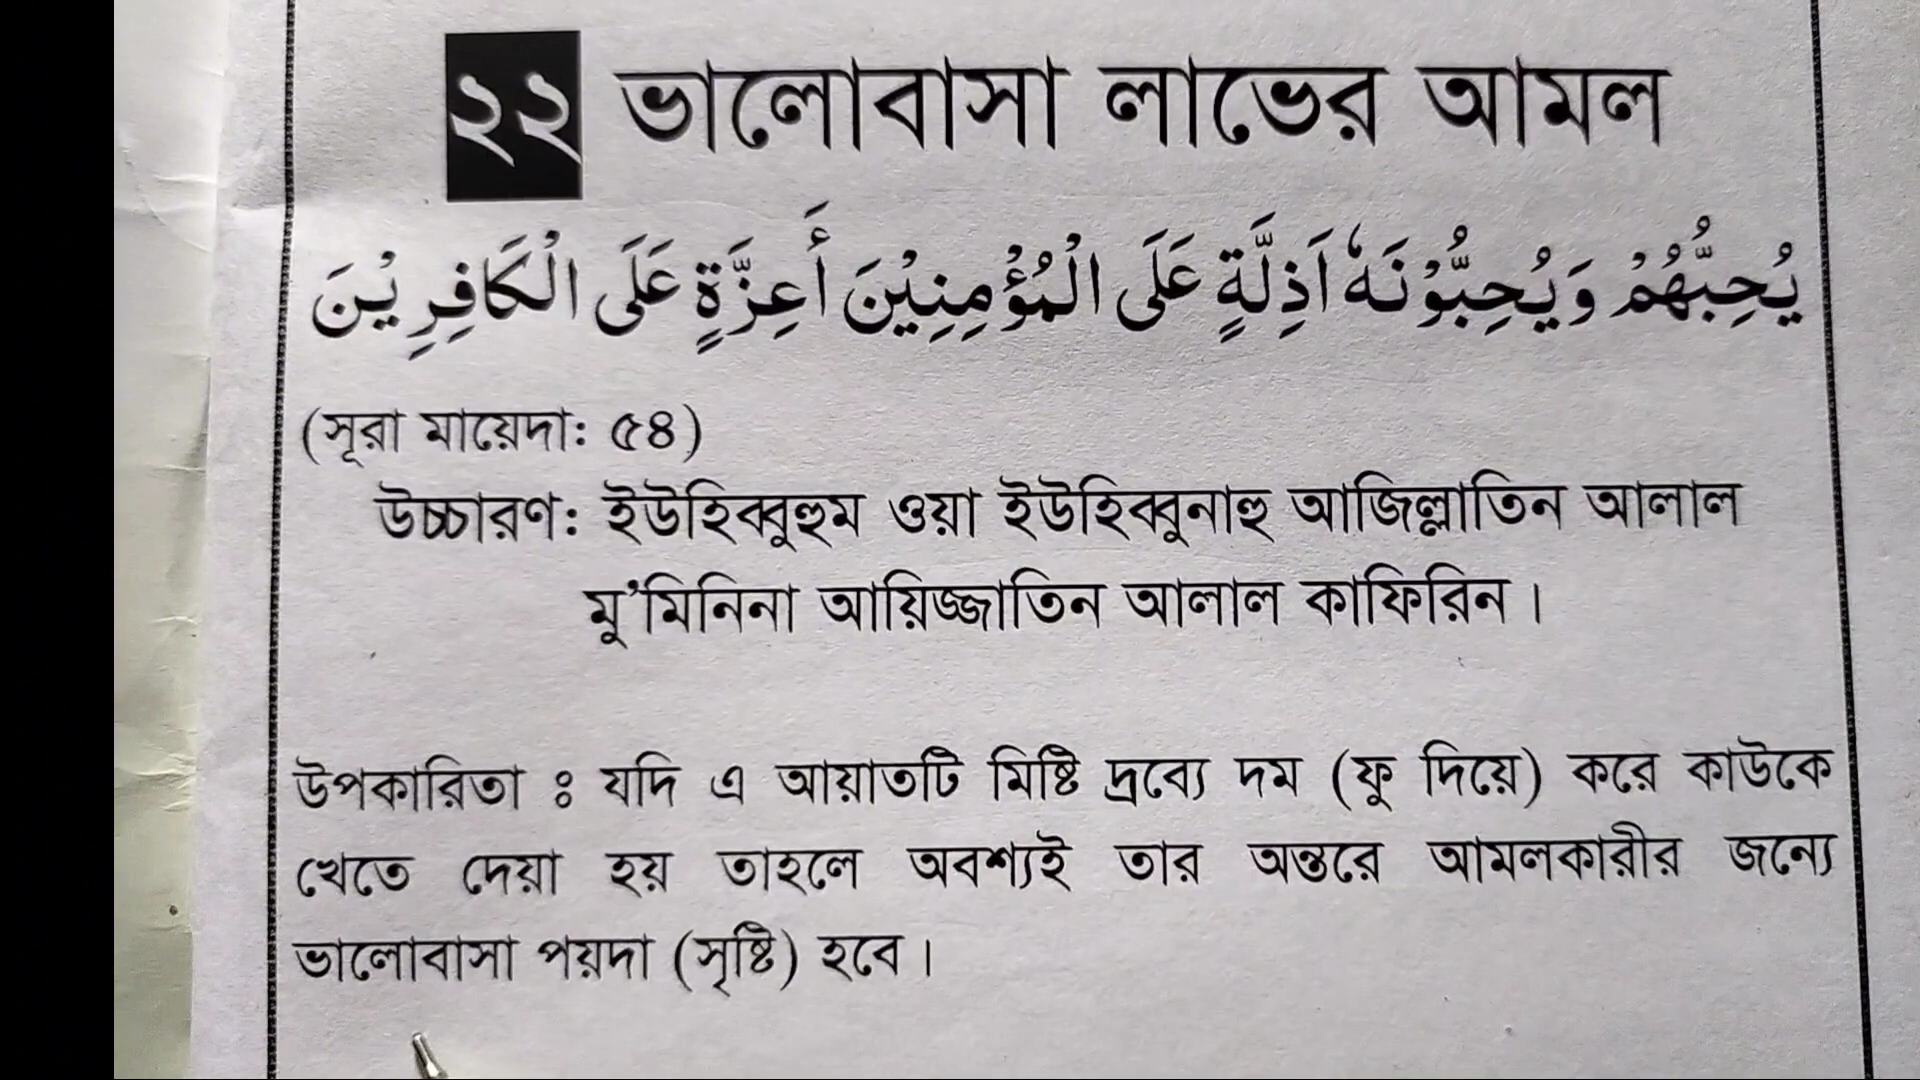 ২২ ভালোবাসা লাভের আমল
يُحِبُّهُمْ وَيُحِبُّوْنَهٗ اَذِلَّةٍ عَلَى الْمُؤْمِنِيْنَ أَعِزَّةٍ عَلَى الْكَافِرِيْنَ
(সূরা মায়েদা: ৫৪)
উচ্চারণ: ইউহিব্বুহুম ওয়া ইউহিব্বুনাহু আজিল্লাতিন আলাল
মু’মিনিনা আয়িজ্জাতিন আলাল কাফিরিন।
উপকারিতা ঃ যদি এ আয়াতটি মিষ্টি দ্রব্যে দম (ফু দিয়ে) করে কাউকে
খেতে দেয়া হয় তাহলে অবশ্যই তার অন্তরে আমলকারীর জন্যে
ভালোবাসা পয়দা (সৃষ্টি) হবে।